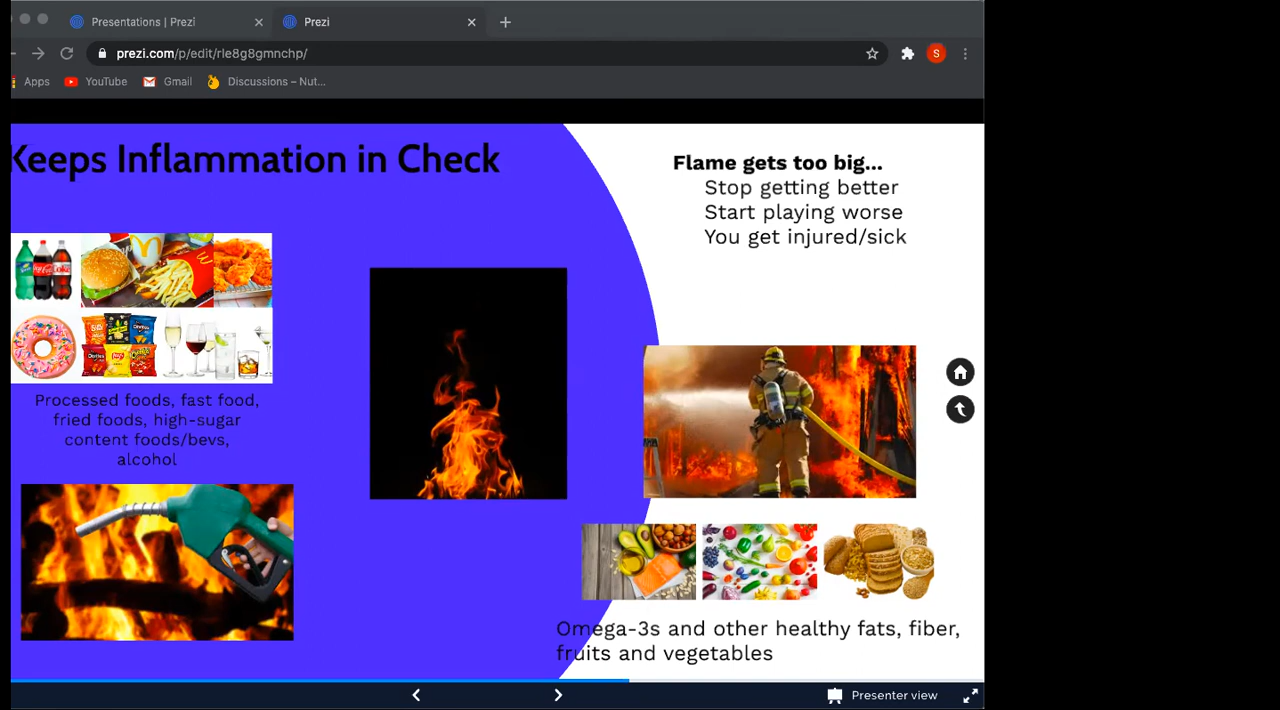 Presentations | Prezi
Prezi
prezi.com/p/edit/rle8g8gmnchp/
S
Apps
YouTube
Gmail
Discussions – Nut...
Keeps Inflammation in Check
Flame gets too big...
Stop getting better
Start playing worse
You get injured/sick
Processed foods, fast food,
fried foods, high-sugar
content foods/bevs,
alcohol
Omega-3s and other healthy fats, fiber,
fruits and vegetables
Presenter view